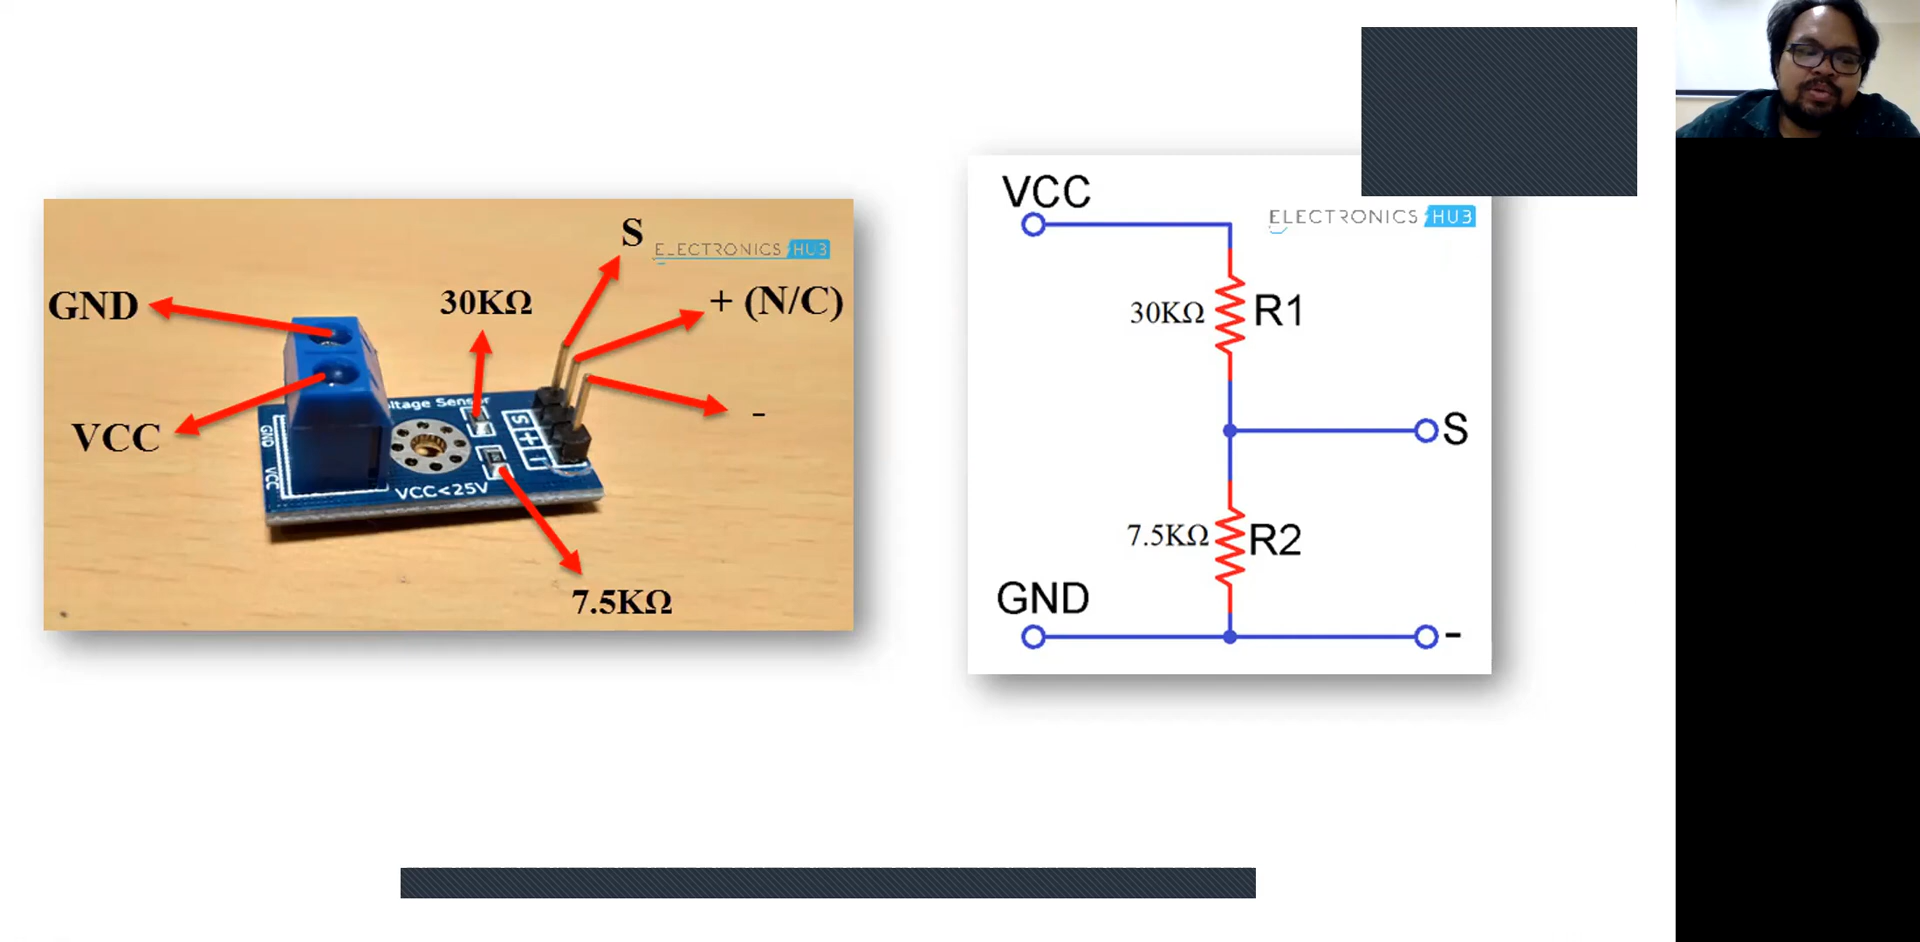 S
ELECTRONICS HUB
GND
30KΩ
+ (N/C)
VCC
-
7.5KΩ
GND
VCC
ltage Sensor
S + -
VCC<25V
VCC
ELECTRONICS HUB
30KΩ R1
S
7.5KΩ R2
GND
-